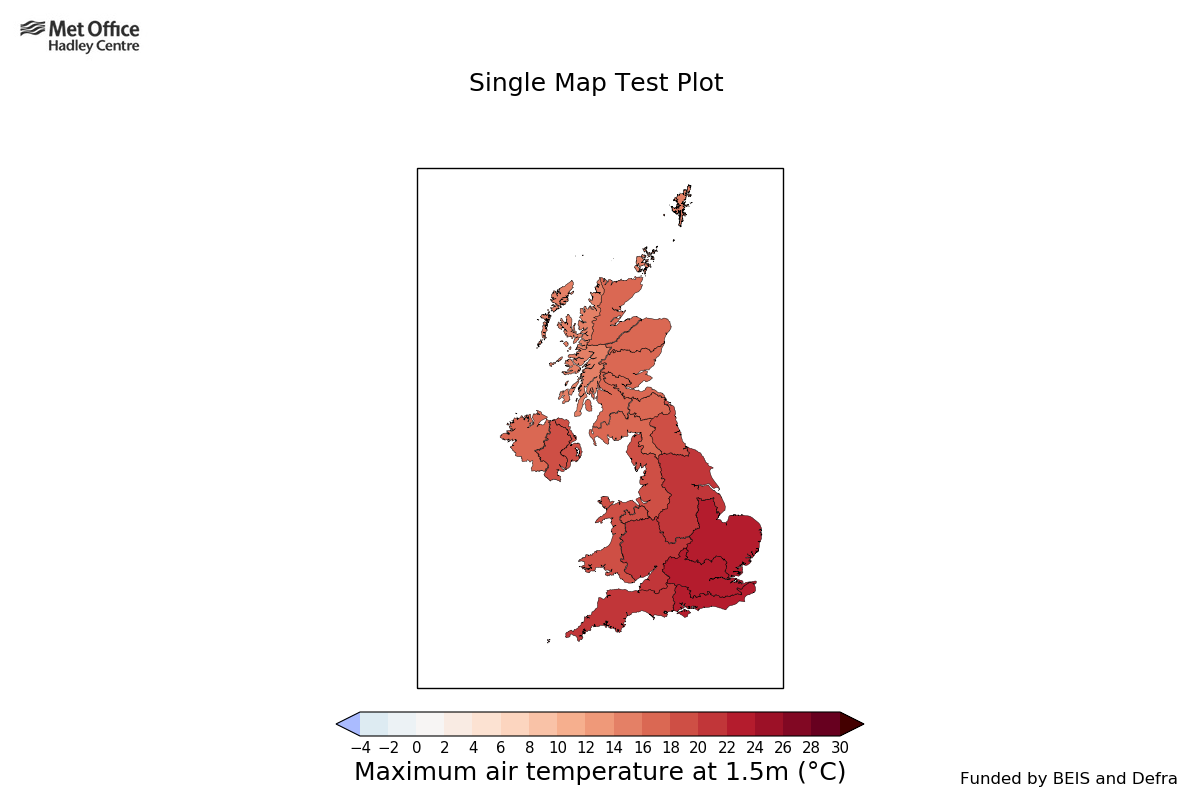 Met Office
Hadley Centre
Single Map Test Plot
−4 −2 0 2 4 6 8 10 12 14 16 18 20 22 24 26 28 30
Maximum air temperature at 1.5m (°C)
Funded by BEIS and Defra